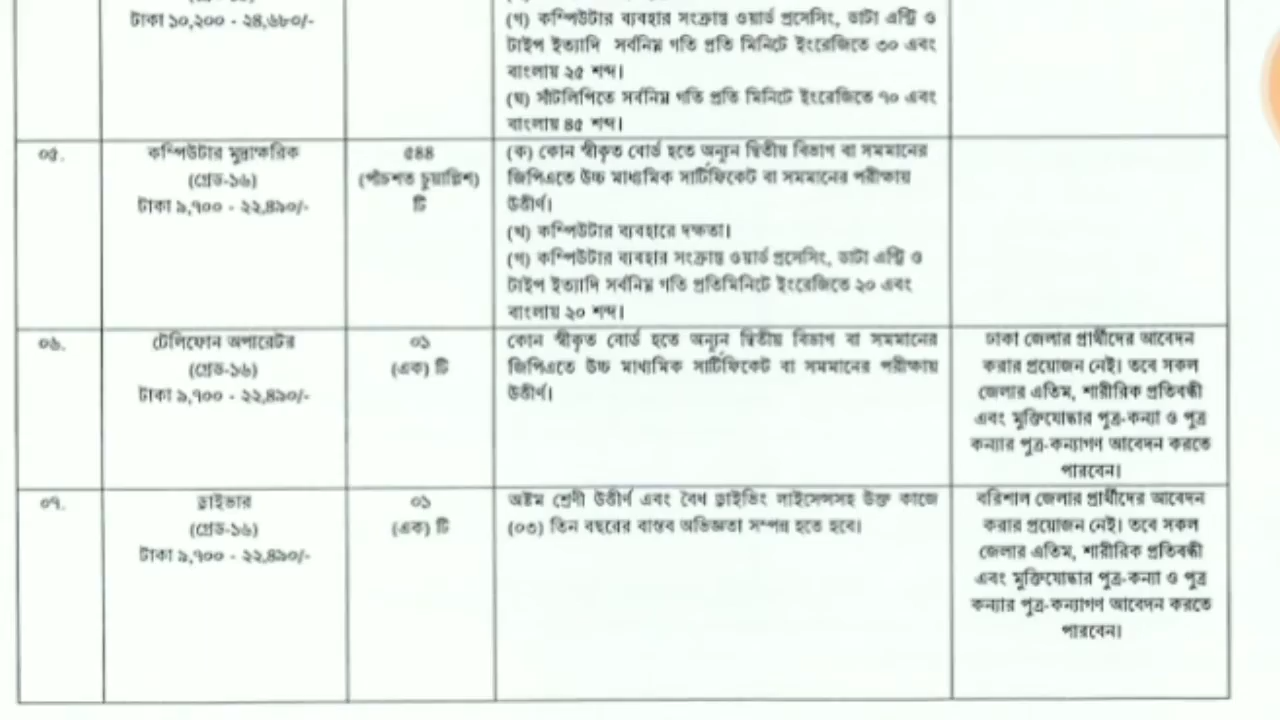 টাকা ১০,২০০ - ২৪,৬৮০/-
(গ) কম্পিউটার ব্যবহার সংক্রান্ত ওয়ার্ড প্রসেসিং, ডাটা এন্ট্রি ও
টাইপ ইত্যাদি সর্বনিম্ন গতি প্রতি মিনিটে ইংরেজিতে ৩০ এবং
বাংলায় ২৫ শব্দ।
(ঘ) সাঁটলিপিতে সর্বনিম্ন গতি প্রতি মিনিটে ইংরেজিতে ৭০ এবং
বাংলায় ৪৫ শব্দ।
০৫.
কম্পিউটার মুদ্রাক্ষরিক
(গ্রেড-১৬)
টাকা ৯,৭০০ - ২২,৪৯০/-
৫৪৪
(পাঁচশত চুয়াল্লিশ)
টি
(ক) কোন স্বীকৃত বোর্ড হতে অন্যূন দ্বিতীয় বিভাগ বা সমমানের
জিপিএতে উচ্চ মাধ্যমিক সার্টিফিকেট বা সমমানের পরীক্ষায়
উত্তীর্ণ।
(খ) কম্পিউটার ব্যবহারে দক্ষতা।
(গ) কম্পিউটার ব্যবহার সংক্রান্ত ওয়ার্ড প্রসেসিং, ডাটা এন্ট্রি ও
টাইপ ইত্যাদি সর্বনিম্ন গতি প্রতিমিনিটে ইংরেজিতে ২০ এবং
বাংলায় ২০ শব্দ।
০৬.
টেলিফোন অপারেটর
(গ্রেড-১৬)
টাকা ৯,৭০০ - ২২,৪৯০/-
০১
(এক) টি
কোন স্বীকৃত বোর্ড হতে অন্যূন দ্বিতীয় বিভাগ বা সমমানের
জিপিএতে উচ্চ মাধ্যমিক সার্টিফিকেট বা সমমানের পরীক্ষায়
উত্তীর্ণ।
ঢাকা জেলার প্রার্থীদের আবেদন
করার প্রয়োজন নেই। তবে সকল
জেলার এতিম, শারীরিক প্রতিবন্ধী
এবং মুক্তিযোদ্ধার পুত্র-কন্যা ও পুত্র
কন্যার পুত্র-কন্যাগণ আবেদন করতে
পারবেন।
০৭.
ড্রাইভার
(গ্রেড-১৬)
টাকা ৯,৭০০ - ২২,৪৯০/-
০১
(এক) টি
অষ্টম শ্রেণী উত্তীর্ণ এবং বৈধ ড্রাইভিং লাইসেন্সসহ উক্ত কাজে
(০৩) তিন বছরের বাস্তব অভিজ্ঞতা সম্পন্ন হতে হবে।
বরিশাল জেলার প্রার্থীদের আবেদন
করার প্রয়োজন নেই। তবে সকল
জেলার এতিম, শারীরিক প্রতিবন্ধী
এবং মুক্তিযোদ্ধার পুত্র-কন্যা ও পুত্র
কন্যার পুত্র-কন্যাগণ আবেদন করতে
পারবেন।